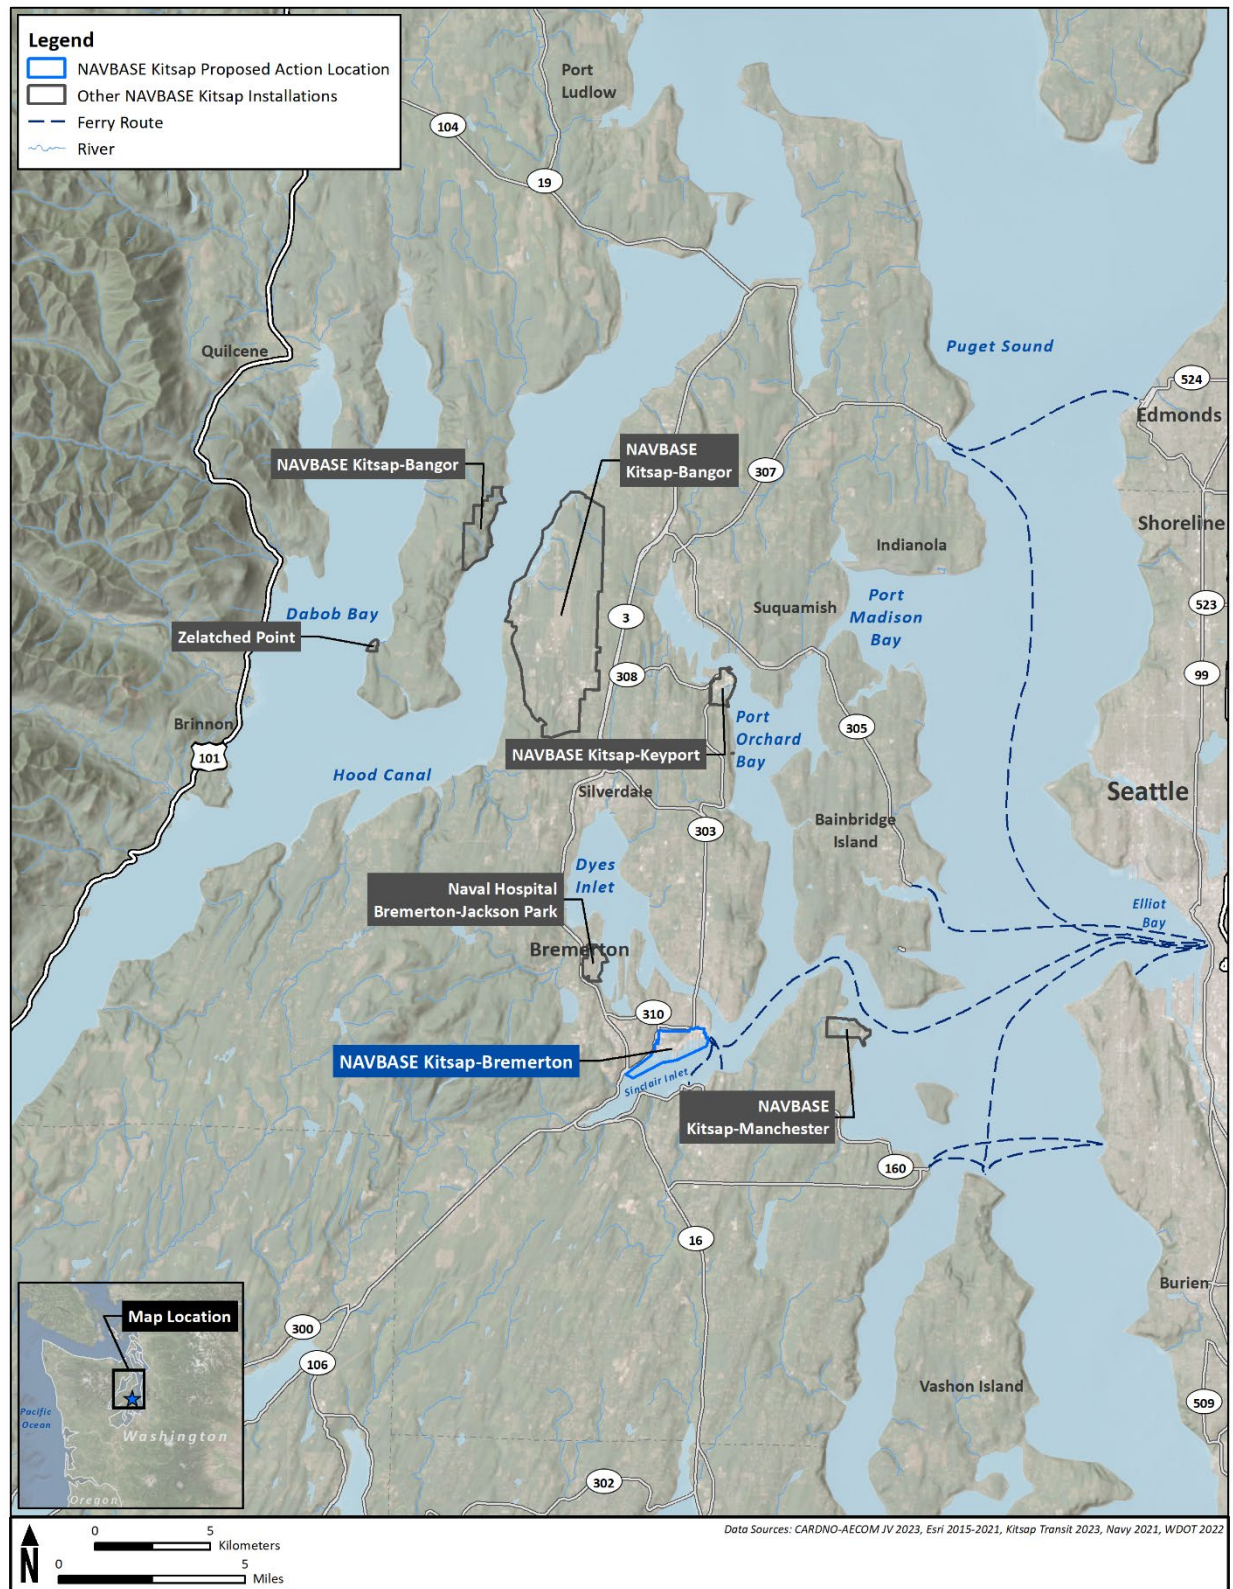 Legend
NAVBASE Kitsap Proposed Action Location
Other NAVBASE Kitsap Installations
Ferry Route
River
Port
Ludlow
104
19
Quilcene
Puget Sound
524
Edmonds
NAVBASE Kitsap-Bangor
NAVBASE
Kitsap-Bangor
307
Shoreline
Indianola
Dabob Bay
Suquamish
Port
Madison
Bay
523
3
Zelatched Point
308
99
Brinnon
101
Port
Orchard
Bay
305
NAVBASE Kitsap-Keyport
Hood Canal
Silverdale
Seattle
303
Bainbridge
Island
Dyes
Inlet
Naval Hospital
Bremerton-Jackson Park
Elliot
Bay
Bremerton
310
NAVBASE Kitsap-Bremerton
Sinclair Inlet
NAVBASE
Kitsap-Manchester
160
16
Burien
Map Location
300
106
Vashon Island
509
Pacific
Ocean
Washington
Oregon
302
N
0 5
Kilometers
0 5
Miles
Data Sources: CARDNO-AECOM JV 2023, Esri 2015-2021, Kitsap Transit 2023, Navy 2021, WDOT 2022